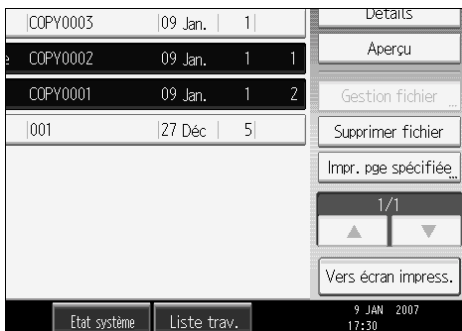 COPY0003 09 Jan. 1
COPY0002 09 Jan. 1 1
COPY0001 09 Jan. 1 2
001 27 Déc 5
Détails
Aperçu
Gestion fichier
Supprimer fichier
Impr. pge spécifiée
1/1
Vers écran impress.
Etat système Liste trav.
9 JAN 2007
17:30